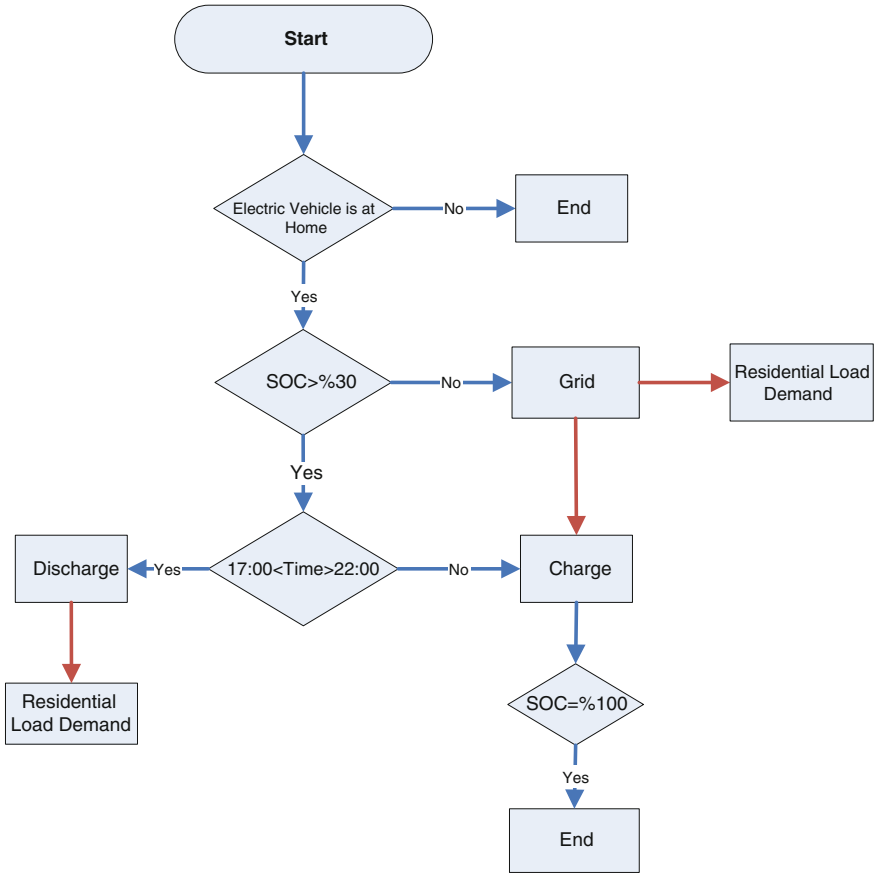 Start
Electric Vehicle is at
Home
No
End
Yes
SOC>%30
No
Grid
Residential Load
Demand
Yes
Discharge
Yes
17:00<Time>22:00
No
Charge
Residential
Load Demand
SOC=%100
Yes
End